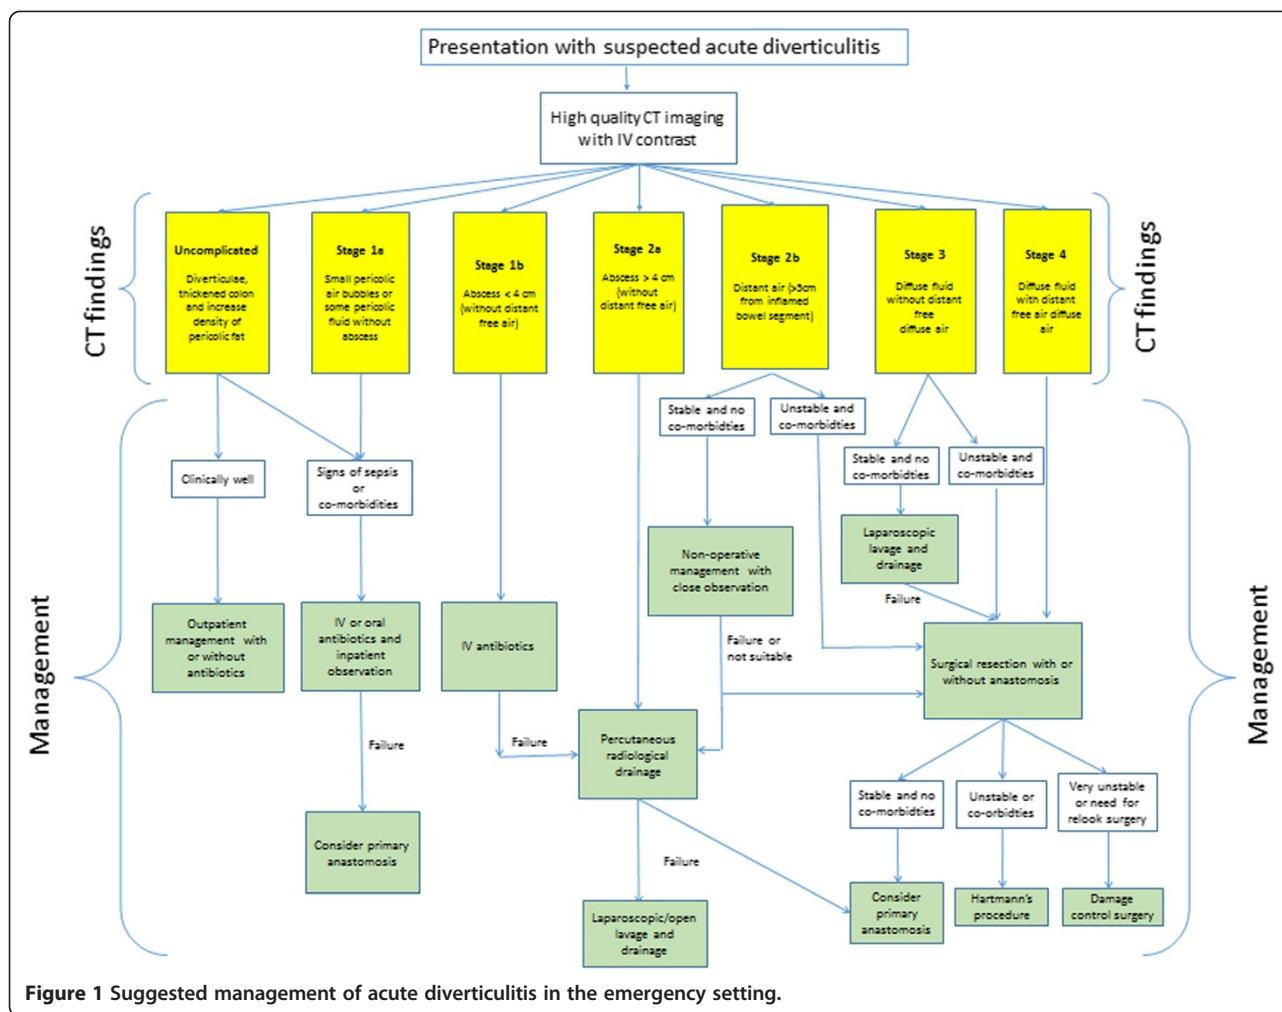 Presentation with suspected acute diverticulitis
High quality CT imaging
with IV contrast
CT findings
Uncomplicated
Diverticulae,
thickened colon
and increase
density of
pericolic fat
Stage 1a
Small pericolic
air bubbles or
some pericolic
fluid without
abscess
Stage 1b
Abscess < 4 cm
(without distant
free air)
Stage 2a
Abscess > 4 cm
(without
distant free air)
Stage 2b
Distant air (>5cm
from inflamed
bowel segment)
Stage 3
Diffuse fluid
without distant
free
diffuse air
Stage 4
Diffuse fluid
with distant
free air diffuse
air
CT findings
Management
Stable and no
co-morbidties
Unstable and
co-morbidties
Stable and no
co-morbidties
Unstable and
co-morbidties
Clinically well
Signs of sepsis
or
co-morbidities
Laparoscopic
lavage and
drainage
Non-operative
management with
close observation
Failure
Outpatient
management with
or without
antibiotics
IV or oral
antibiotics and
inpatient
observation
IV antibiotics
Failure or
not suitable
Surgical resection with or
without anastomosis
Management
Failure
Failure
Percutaneous
radiological
drainage
Stable and no
co-morbidties
Unstable or
co-orbidties
Very unstable
or need for
relook surgery
Consider primary
anastomosis
Failure
Laparoscopic/open
lavage and
drainage
Consider
primary
anastomosis
Hartmann's
procedure
Damage
control surgery
Figure 1 Suggested management of acute diverticulitis in the emergency setting.